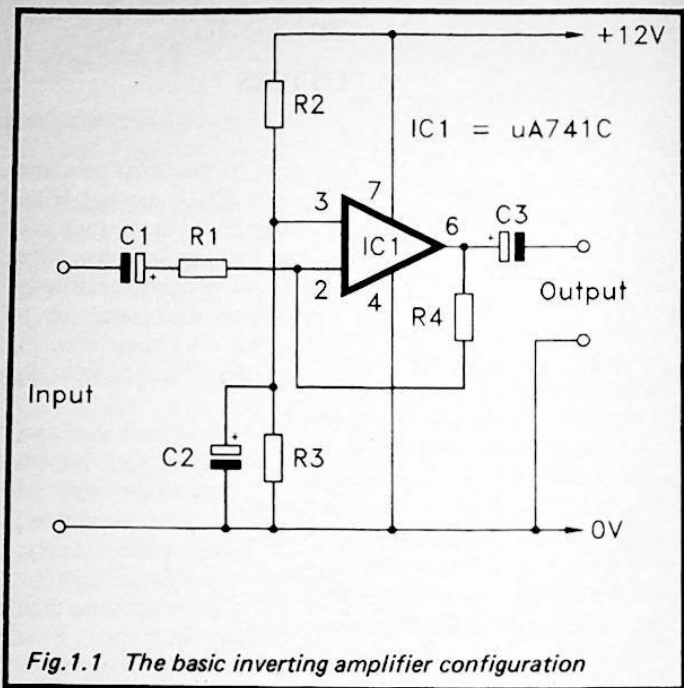 +12V
R2
IC1 = uA741C
7
3
6
C3
C1
R1
IC1
+
+
2
4
R4
Output
Input
+
C2
R3
0V
Fig.1.1 The basic inverting amplifier configuration